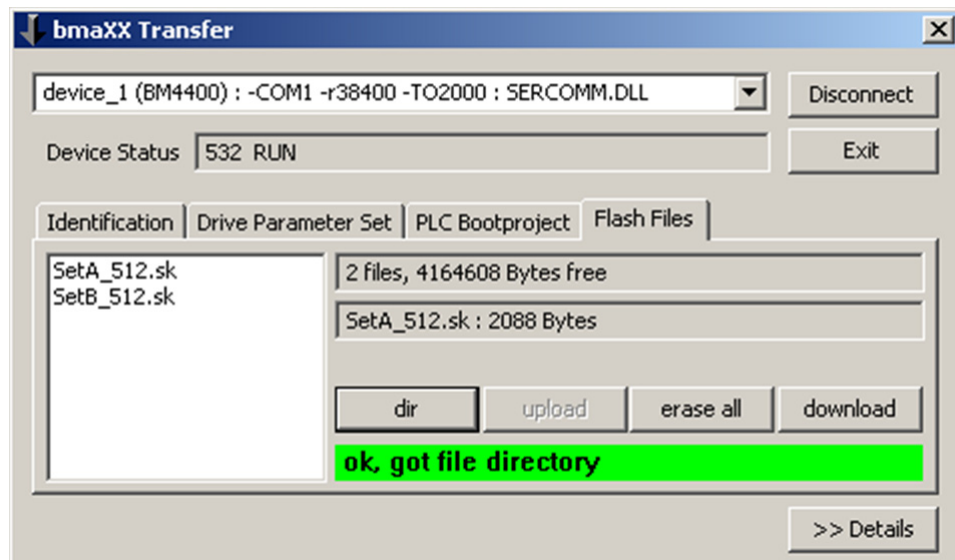 bmaXX Transfer
device_1 (BM4400) : -COM1 -r38400 -TO2000 : SERCOMM.DLL
Disconnect
Device Status
532 RUN
Exit
Identification
Drive Parameter Set
PLC Bootproject
Flash Files
SetA_512.sk
SetB_512.sk
2 files, 4164608 Bytes free
SetA_512.sk : 2088 Bytes
dir
upload
erase all
download
ok, got file directory
>> Details